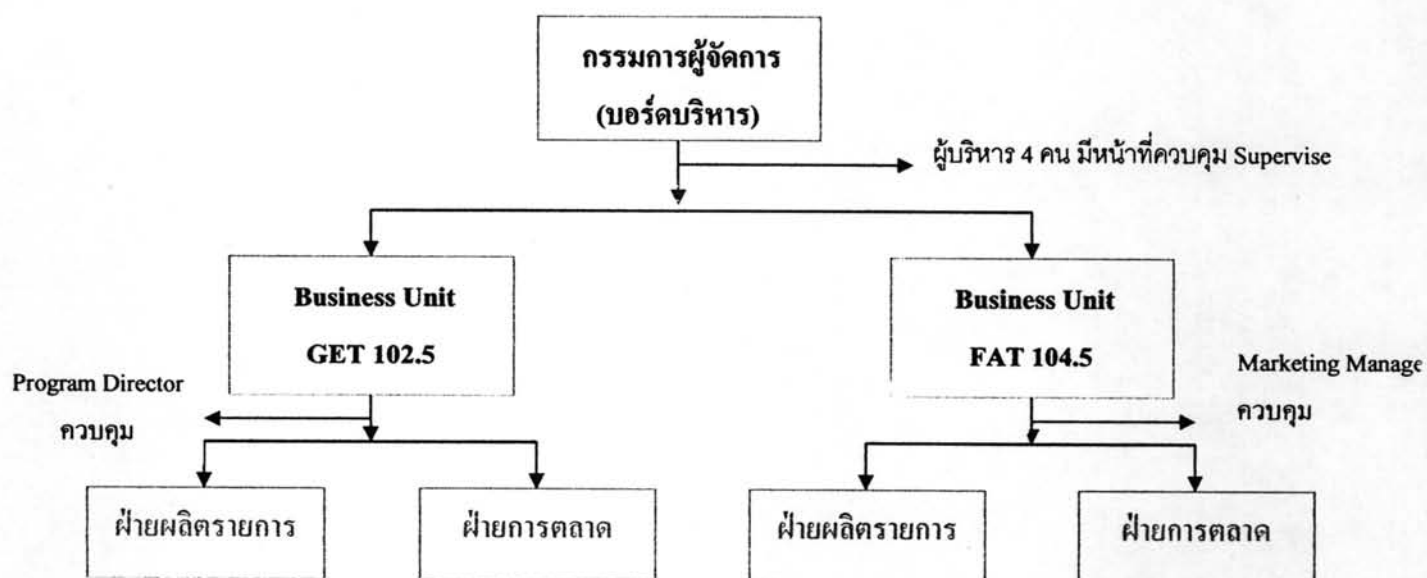 กรรมการผู้จัดการ
(บอร์ดบริหาร)
ผู้บริหาร 4 คน มีหน้าที่ควบคุม Supervise
Business Unit
GET 102.5
Business Unit
FAT 104.5
Program Director
ควบคุม
Marketing Manage
ควบคุม
ฝ่ายผลิตรายการ
ฝ่ายการตลาด
ฝ่ายผลิตรายการ
ฝ่ายการตลาด